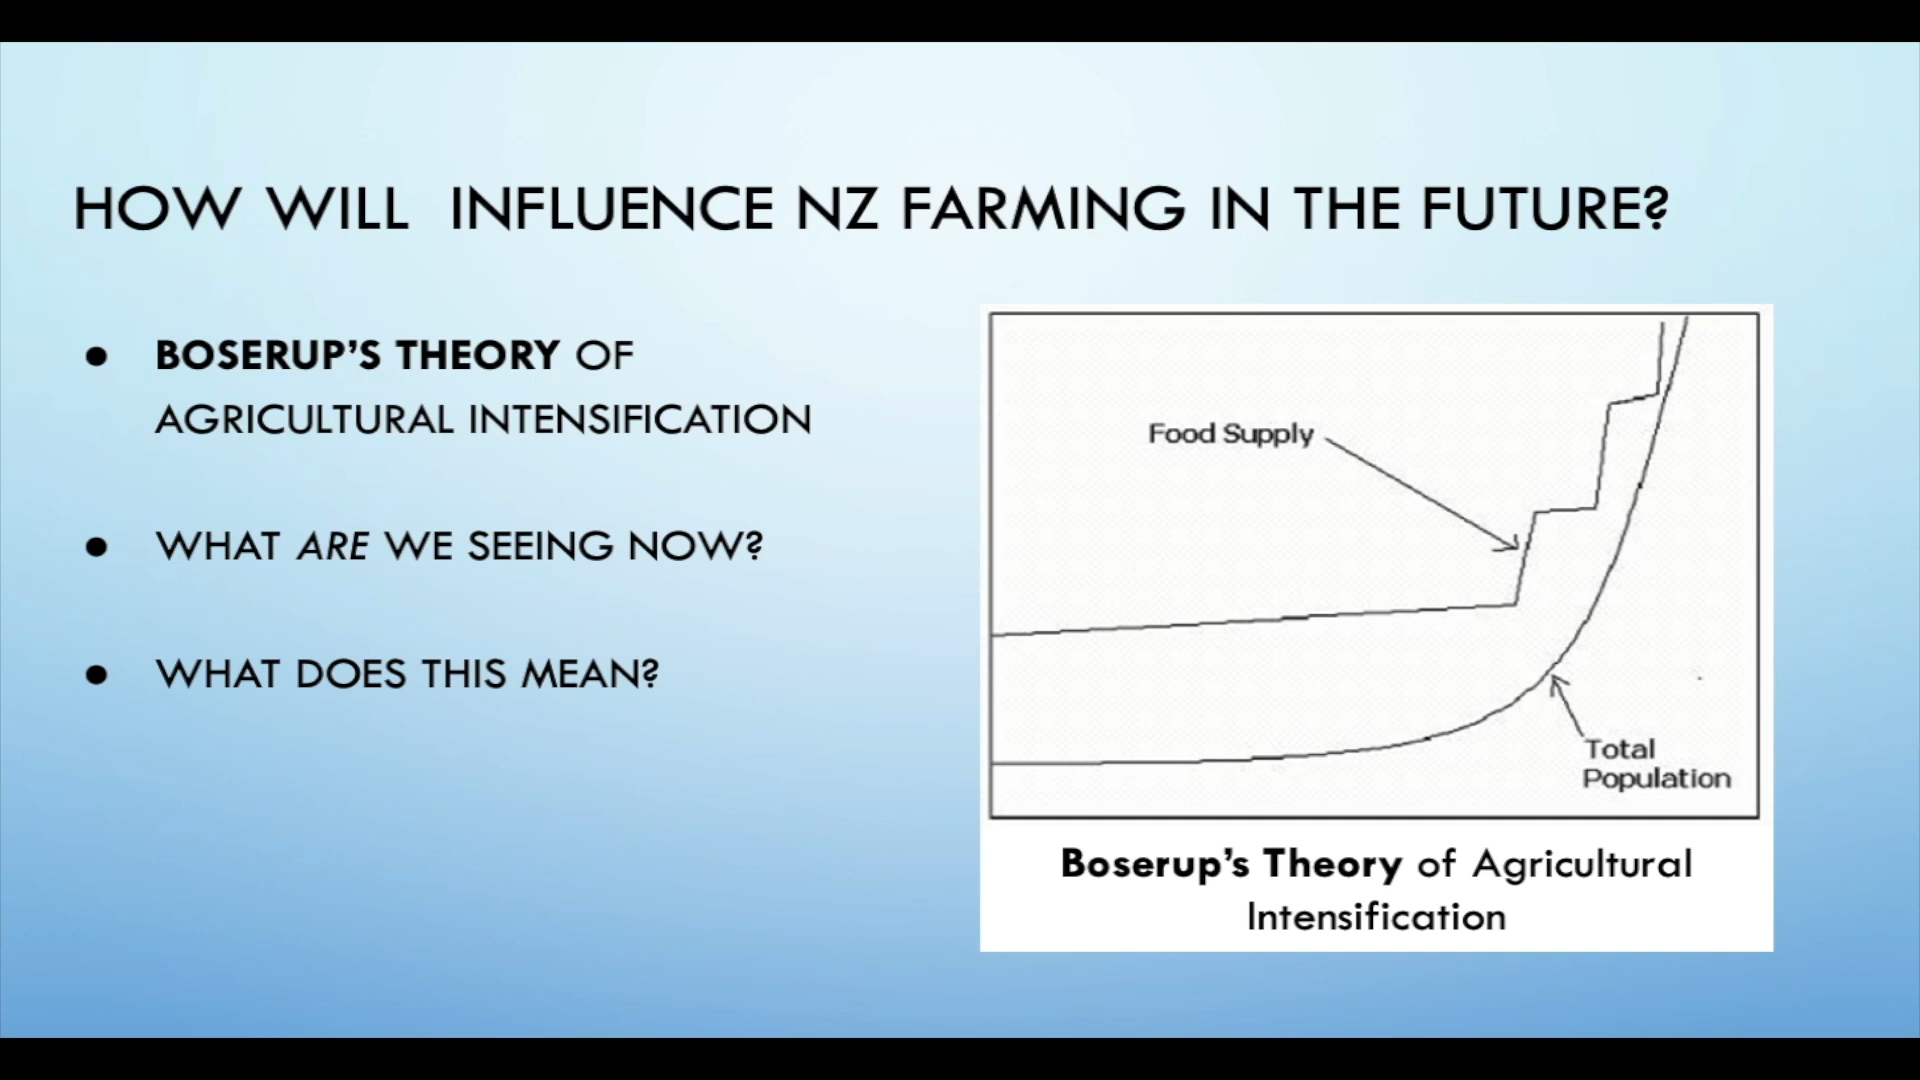 HOW WILL  INFLUENCE NZ FARMING IN THE FUTURE?
● BOSERUP'S THEORY OF
AGRICULTURAL INTENSIFICATION
● WHAT ARE WE SEEING NOW?
● WHAT DOES THIS MEAN?
Food Supply
Total
Population
Boserup's Theory of Agricultural
Intensification